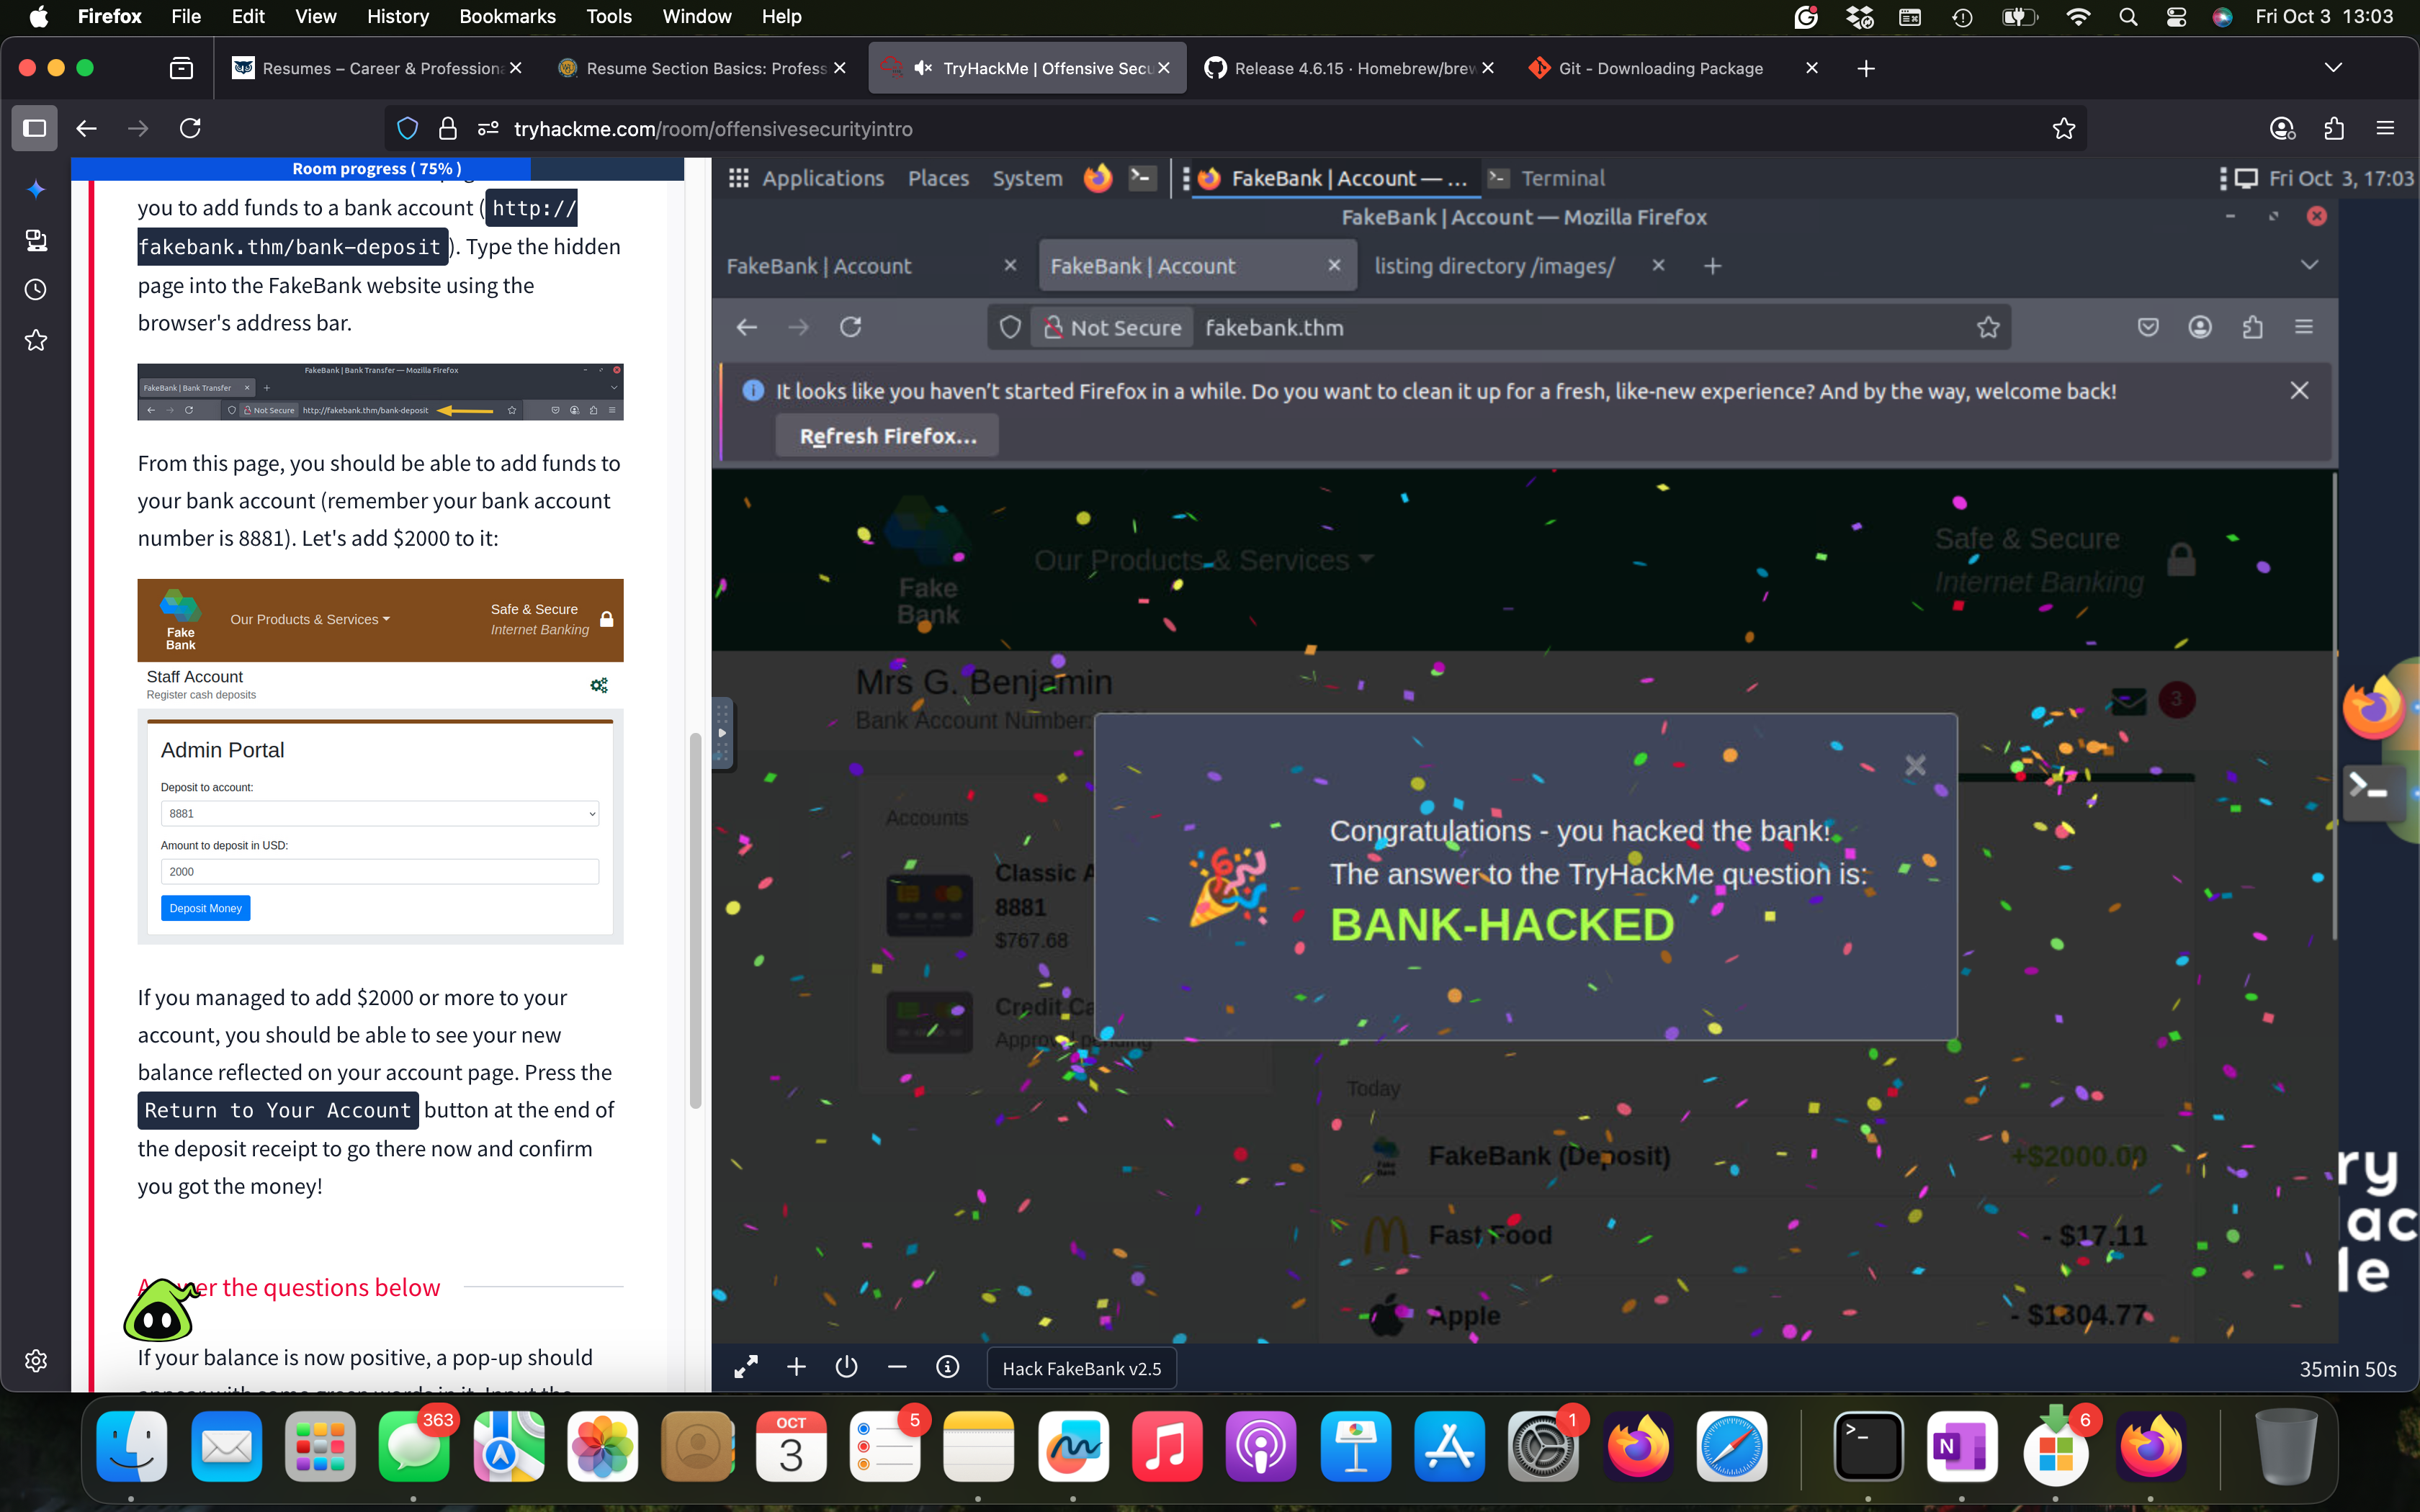 Firefox File Edit View History Bookmarks Tools Window Help
Fri Oct 3 13:03
Resumes – Career & Professiona
Resume Section Basics: Profess
TryHackMe | Offensive Secu
Release 4.6.15 · Homebrew/brew
Git - Downloading Package
tryhackme.com/room/offensivesecurityintro
Room progress ( 75% )
you to add funds to a bank account ( http://
fakebank.thm/bank-deposit ). Type the hidden
page into the FakeBank website using the
browser's address bar.
FakeBank | Bank Transfer — Mozilla Firefox
FakeBank | Bank Transfer
Not Secure http://fakebank.thm/bank-deposit
From this page, you should be able to add funds to
your bank account (remember your bank account
number is 8881). Let's add $2000 to it:
Fake
Bank
Our Products & Services
Safe & Secure
Internet Banking
Staff Account
Register cash deposits
Admin Portal
Deposit to account:
8881
Amount to deposit in USD:
2000
Deposit Money
If you managed to add $2000 or more to your
account, you should be able to see your new
balance reflected on your account page. Press the
Return to Your Account button at the end of
the deposit receipt to go there now and confirm
you got the money!
er the questions below
If your balance is now positive, a pop-up should
Applications Places System
FakeBank | Account — ...
Terminal
Fri Oct 3, 17:03
FakeBank | Account — Mozilla Firefox
FakeBank | Account
FakeBank | Account
listing directory /images/
Not Secure fakebank.thm
It looks like you haven't started Firefox in a while. Do you want to clean it up for a fresh, like-new experience? And by the way, welcome back!
Refresh Firefox...
Fake
Bank
Our Products & Services
Safe & Secure
Internet Banking
Mrs G. Benjamin
Bank Account Number:
3
Accounts
Classic A
8881
$767.68
Credit Ca
Approval pending
Congratulations - you hacked the bank!
The answer to the TryHackMe question is:
BANK-HACKED
Today
Fake
Bank
FakeBank (Deposit)
+$2000.00
Fast Food
- $17.11
Apple
- $1804.77
ry
ac
le
Hack FakeBank v2.5
35min 50s
363
OCT
3
5
1
N
6